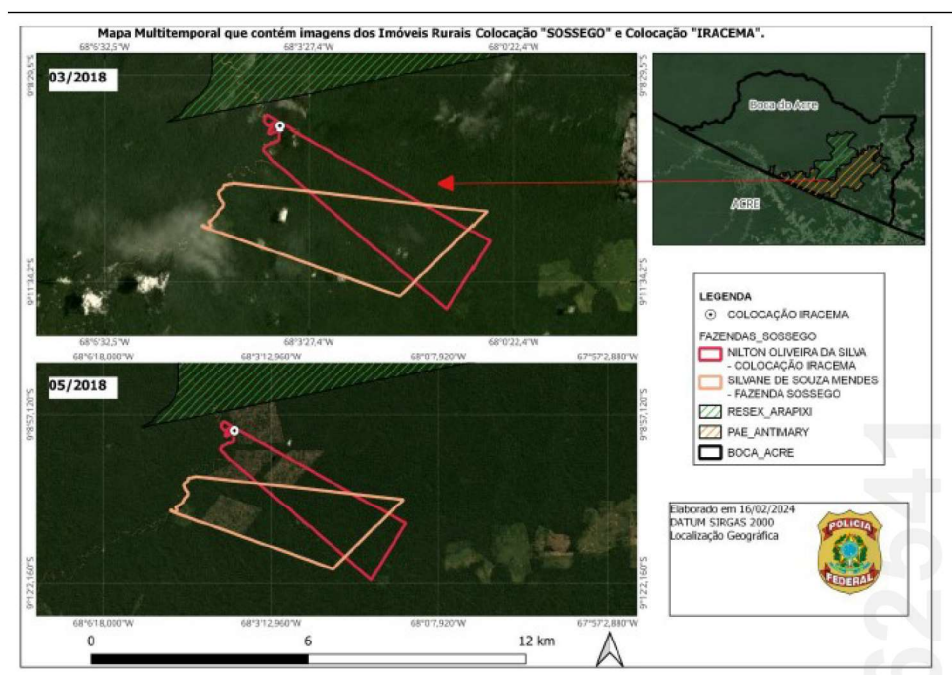 Mapa Multitemporal que contém imagens dos Imóveis Rurais Colocação "SOSSEGO" e Colocação "IRACEMA".
68°6'32,5"W 68°3'27,4"W 68°0'22,4"W
03/2018
9°8'29,5"S 9°8'29,5"S
9°11'34,2"S 9°11'34,2"S
68°6'32,5"W 68°3'27,4"W 68°0'22,4"W
Boca do Acre
ACRE
LEGENDA
COLOCAÇÃO IRACEMA
FAZENDAS_SOSSEGO
NILTON OLIVEIRA DA SILVA
- COLOCAÇÃO IRACEMA
SILVANE DE SOUZA MENDES
- FAZENDA SOSSEGO
RESEX_ARAPIXI
PAE_ANTIMARY
BOCA_ACRE
68°6'18,000"W 68°3'12,960"W 68°0'7,920"W 67°57'2,880"W
05/2018
9°8'57,120"S 9°8'57,120"S
9°12'2,160"S 9°12'2,160"S
68°6'18,000"W 68°3'12,960"W 68°0'7,920"W 67°57'2,880"W
Elaborado em 16/02/2024
DATUM SIRGAS 2000
Localização Geográfica
POLICIA
FEDERAL
0 6 12 km
62541